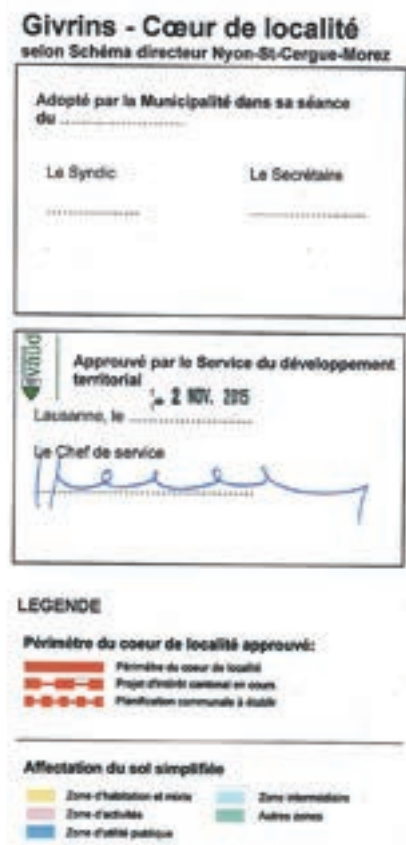 Givrins - Cœur de localité
selon Schéma directeur Nyon-St-Cergue-Morez
Adopté par la Municipalité dans sa séance
du ....................
Le Syndic
Le Secrétaire
....................
....................
vaud
Approuvé par le Service du développement
territorial
Lausanne, le 2 NOV. 2015
Le Chef de service
LEGENDE
Périmètre du coeur de localité approuvé:
Périmètre du coeur de localité
Projet d'intérêt cantonal en cours
Planification communale à établir
Affectation du sol simplifiée
Zone d'habitation et mixte
Zone intermédiaire
Zone d'activités
Autres zones
Zone d'utilité publique